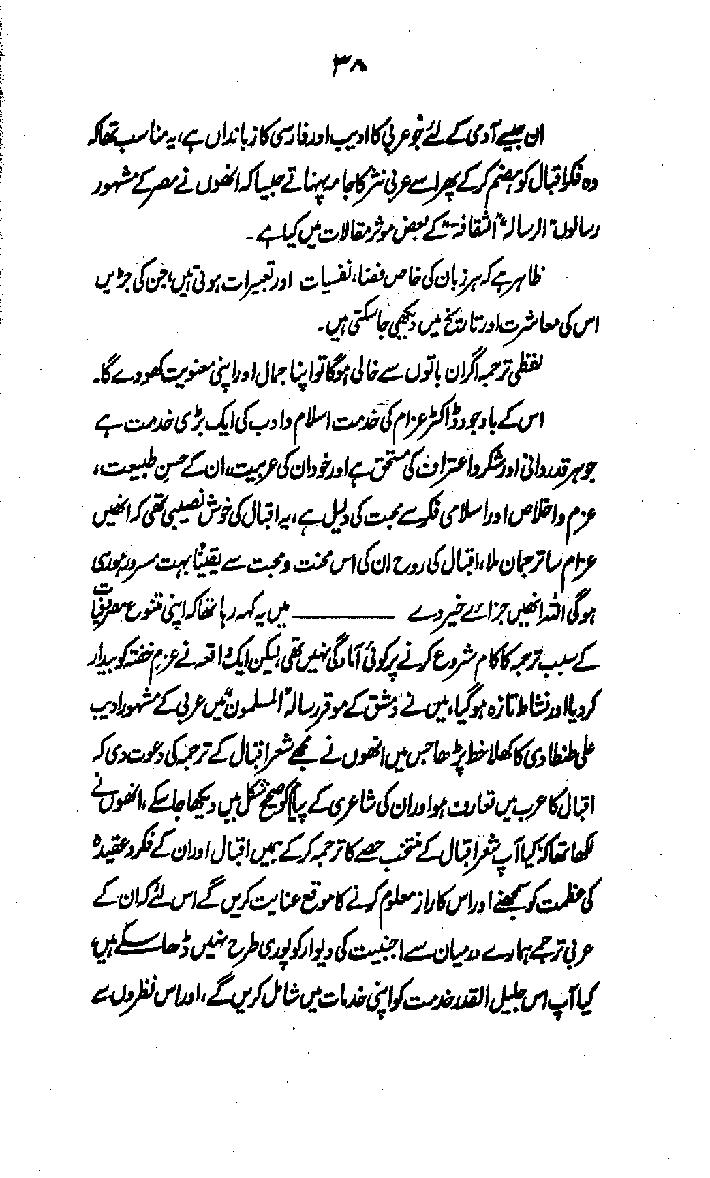 ۳۸
ان جیسے آدمی کے لئے جو عربی کا ادیب اور فارسی کا زباندان ہے، یہ مناسب تھا کہ
وہ فکر اقبال کو ہضم کر کے پھر اسے عربی نثر کا جامہ پہناتے جیسا کہ انھوں نے مصر کے مشہور
رسالوں "الرسالہ" "الثقافۃ" کے بعض موثر مقالات میں کیا ہے۔
ظاہر ہے کہ ہر زبان کی خاص فضا، نفسیات اور تعبیرات ہوتی ہیں، جن کی جڑیں
اس کی معاشرت اور تاریخ میں دیکھی جا سکتی ہیں۔
لفظی ترجمہ اگر ان باتوں سے خالی ہوگا تو اپنا جمال اور اپنی معنویت کھو دے گا۔
اس کے باوجود ڈاکٹر عزام کی خدمت اسلام و ادب کی ایک بڑی خدمت ہے
جو ہر قدردانی اور شکر و اعتراف کی مستحق ہے اور خود ان کی عربیت، ان کے حسن طبیعت،
عزم و اخلاص اور اسلامی فکر سے محبت کی دلیل ہے، یہ اقبال کی خوش نصیبی تھی کہ انھیں
عزام سا ترجمان ملا، اقبال کی روح ان کی اس محنت و محبت سے یقیناً بہت مسرور ہو رہی
ہوگی اللہ انھیں جزائے خیر دے ــــــــــ میں یہ کہہ رہا تھا کہ اپنی متنوع مصروفیات
کے سبب ترجمہ کا کام شروع کرنے پر کوئی آمادگی نہیں تھی، لیکن ایک واقعہ نے عزم خفتہ کو بیدار
کر دیا اور نشاط تازہ ہو گیا، میں نے دمشق کے موقر رسالہ "المسلمون" میں عربی کے مشہور ادیب
علی طنطاوی کا کھلا خط پڑھا جس میں انھوں نے مجھے شعر اقبال کے ترجمہ کی دعوت دی کہ
اقبال کا عرب میں تعارف ہو اور ان کی شاعری کے پیام کو صحیح شکل میں دیکھا جا سکے، انھوں نے
لکھا تھا کہ "کیا آپ شعر اقبال کے منتخب حصے کا ترجمہ کر کے ہمیں اقبال اور ان کے فکر و عقیدہ
کی عظمت کو سمجھنے اور اس کا راز معلوم کرنے کا موقع عنایت کریں گے اس لئے کہ ان کے
عربی ترجمے ہمارے درمیان سے اجنبیت کی دیوار کو پوری طرح نہیں ڈھا سکے ہیں
کیا آپ اس جلیل القدر خدمت کو اپنی خدمات میں شامل کریں گے، اور اس نظروں سے